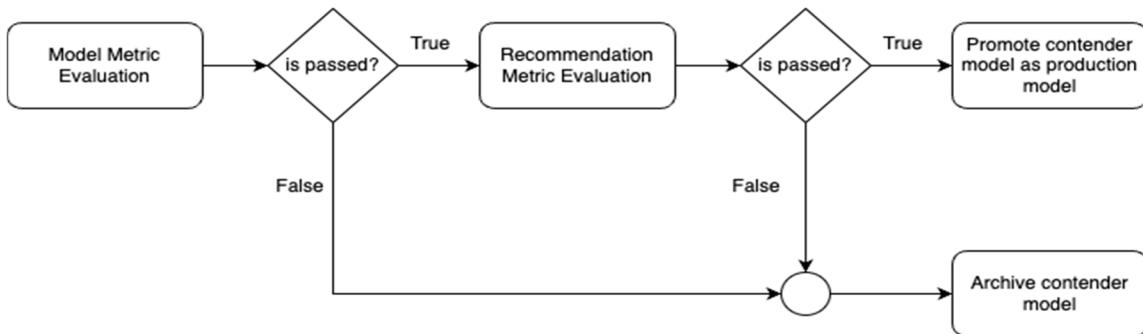 Model Metric
Evaluation
is passed?
True
Recommendation
Metric Evaluation
is passed?
True
Promote contender
model as production
model
False
False
Archive contender
model